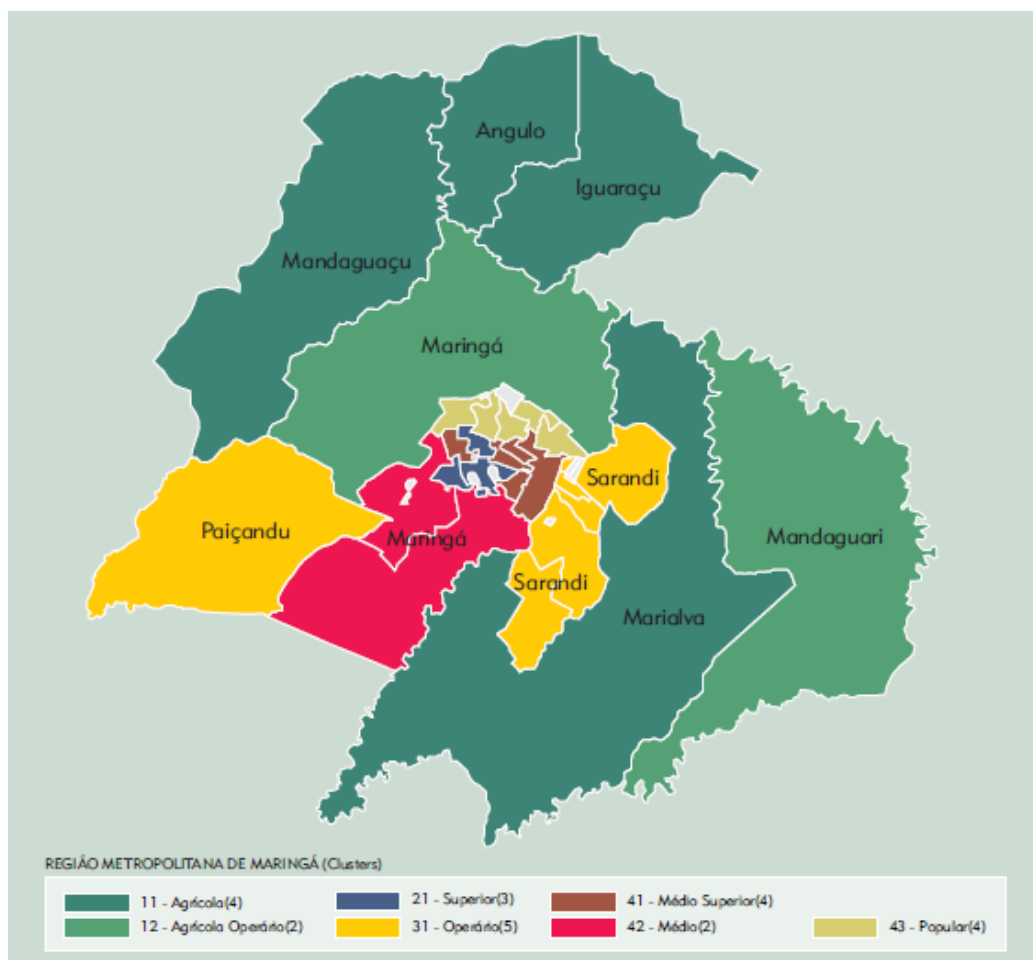 Angulo
Iguaraçu
Mandaguaçu
Maringá
Sarandi
Paiçandu
Maringá
Mandaguari
Sarandi
Marialva
REGIÃO METROPOLITANA DE MARINGÁ (Clusters)
11 - Agrícola(4)
21 - Superior(3)
41 - Médio Superior(4)
12 - Agrícola Operário(2)
31 - Operário(5)
42 - Médio(2)
43 - Popular(4)